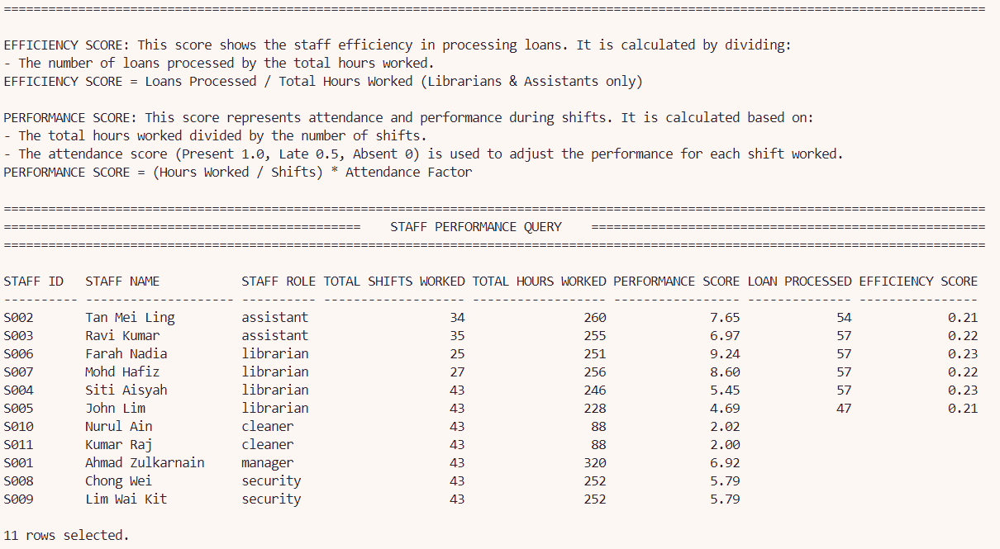 ====================================================================================================================================
EFFICIENCY SCORE: This score shows the staff efficiency in processing loans. It is calculated by dividing:
- The number of loans processed by the total hours worked.
EFFICIENCY SCORE = Loans Processed / Total Hours Worked (Librarians & Assistants only)
PERFORMANCE SCORE: This score represents attendance and performance during shifts. It is calculated based on:
- The total hours worked divided by the number of shifts.
- The attendance score (Present 1.0, Late 0.5, Absent 0) is used to adjust the performance for each shift worked.
PERFORMANCE SCORE = (Hours Worked / Shifts) * Attendance Factor
====================================================================================================================================
================================================    STAFF PERFORMANCE QUERY    =====================================================
====================================================================================================================================
STAFF ID   STAFF NAME           STAFF ROLE TOTAL SHIFTS WORKED TOTAL HOURS WORKED PERFORMANCE SCORE LOAN PROCESSED EFFICIENCY SCORE
---------- -------------------- ---------- ------------------- ------------------ ----------------- -------------- ----------------
S002       Tan Mei Ling         assistant                   34                260              7.65             54             0.21
S003       Ravi Kumar           assistant                   35                255              6.97             57             0.22
S006       Farah Nadia          librarian                   25                251              9.24             57             0.23
S007       Mohd Hafiz           librarian                   27                256              8.60             57             0.22
S004       Siti Aisyah          librarian                   43                246              5.45             57             0.23
S005       John Lim             librarian                   43                228              4.69             47             0.21
S010       Nurul Ain            cleaner                     43                 88              2.02
S011       Kumar Raj            cleaner                     43                 88              2.00
S001       Ahmad Zulkarnain     manager                     43                320              6.92
S008       Chong Wei            security                    43                252              5.79
S009       Lim Wai Kit          security                    43                252              5.79
11 rows selected.